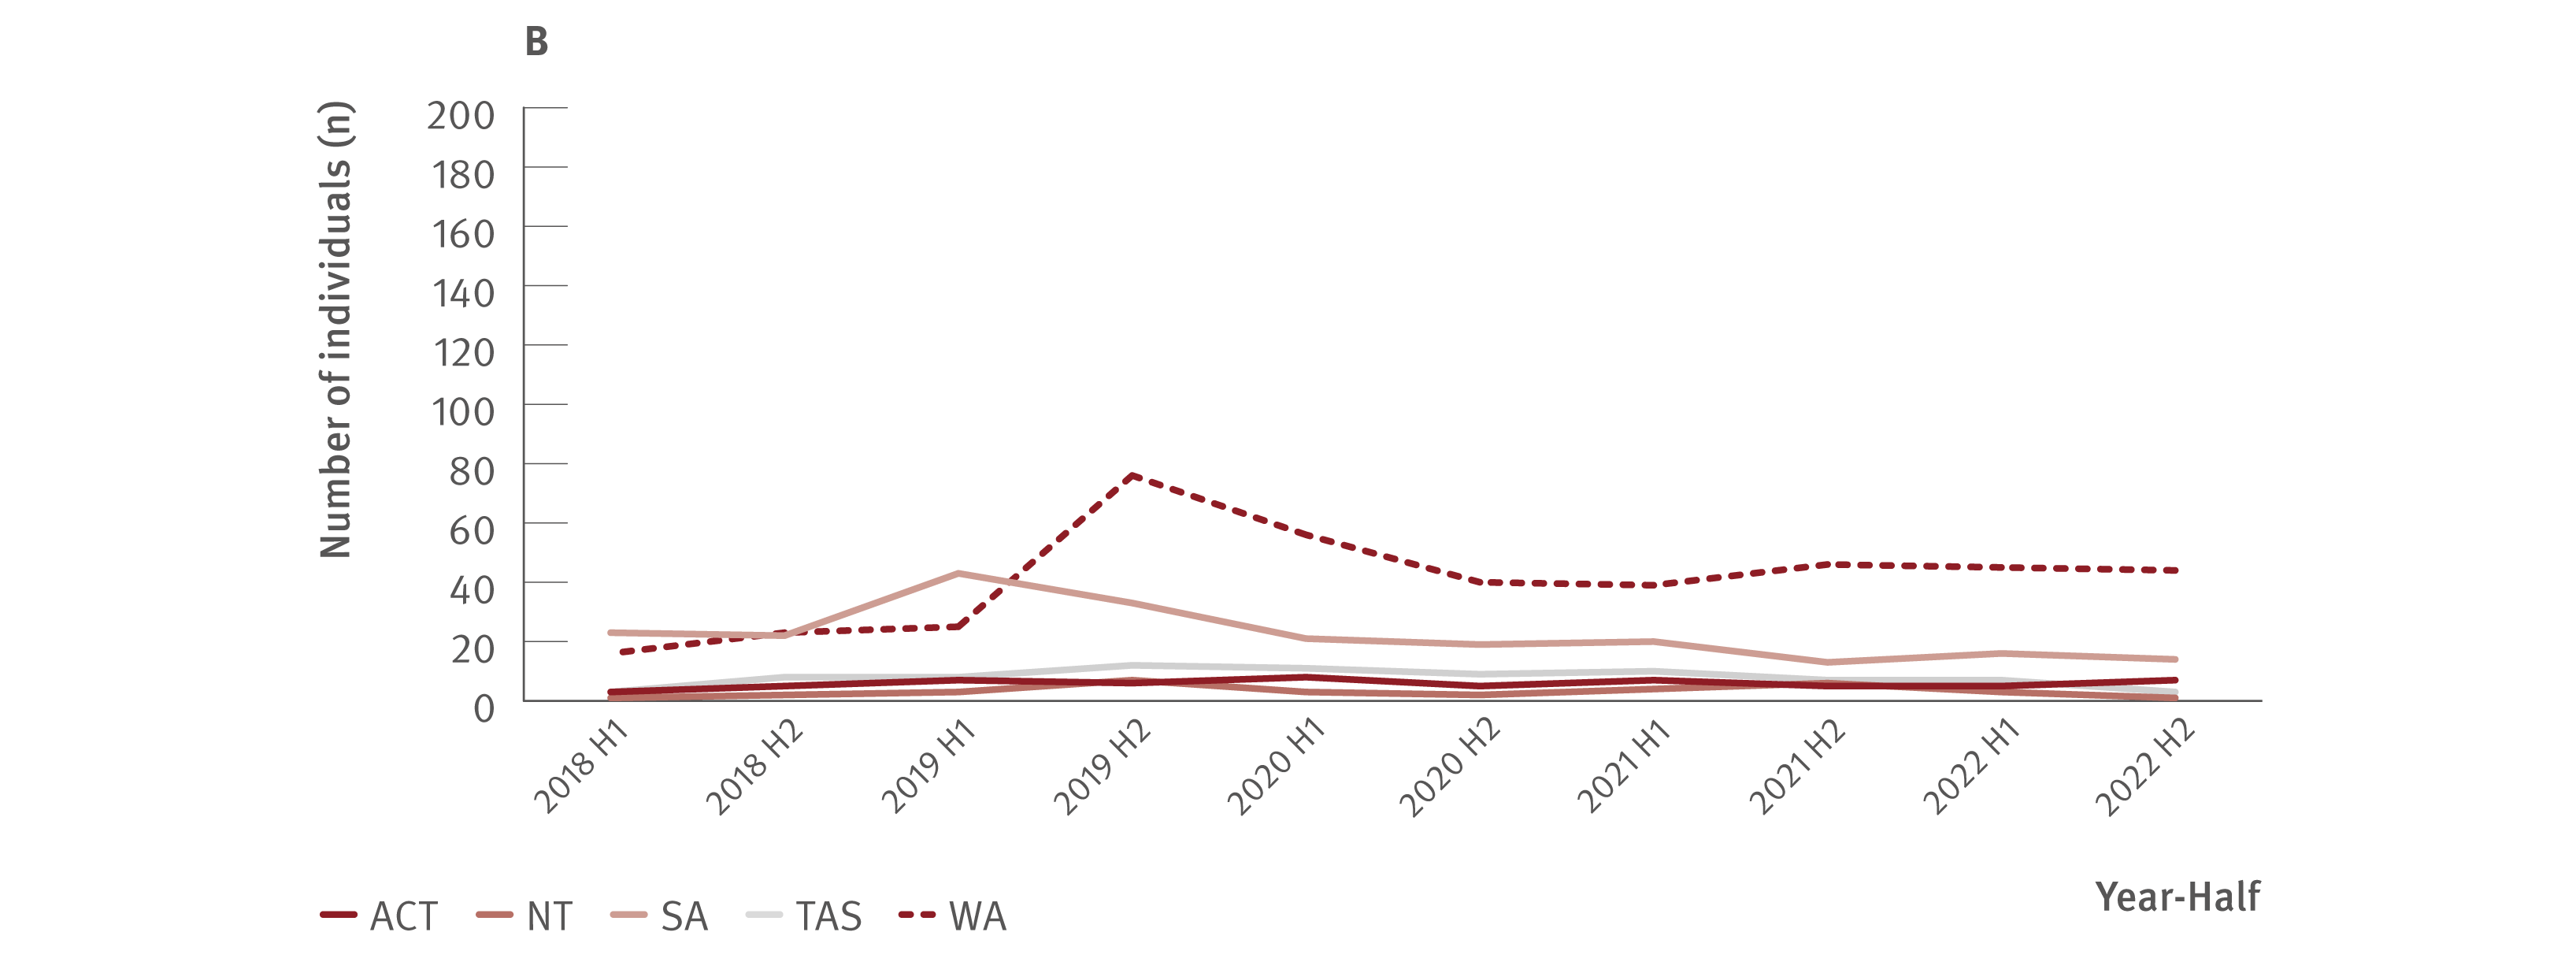 B
Number of individuals (n)
200
180
160
140
120
100
80
60
40
20
0
2018 H1
2018 H2
2019 H1
2019 H2
2020 H1
2020 H2
2021 H1
2021 H2
2022 H1
2022 H2
Year-Half
ACT NT SA TAS WA